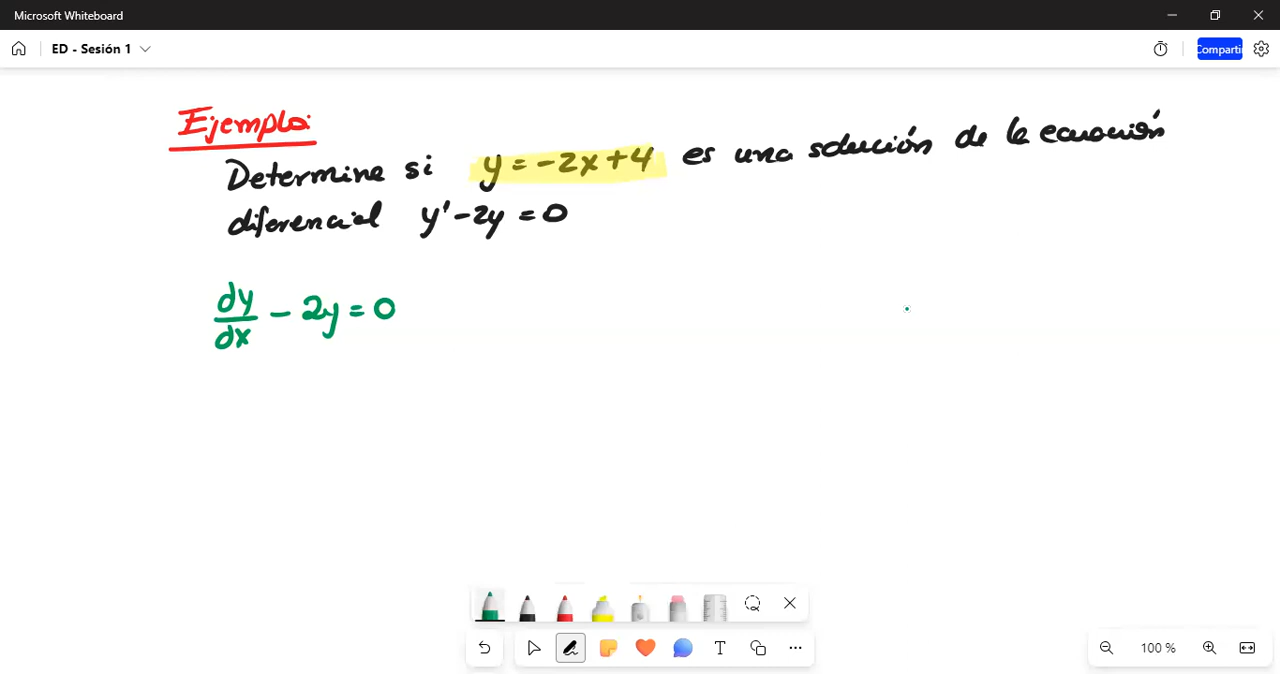 Microsoft Whiteboard
ED - Sesión 1
Comparti
Ejemplo:
Determine si y = -2x + 4 es una solución de la ecuación
diferencial y' - 2y = 0
dy/dx - 2y = 0
T
100 %